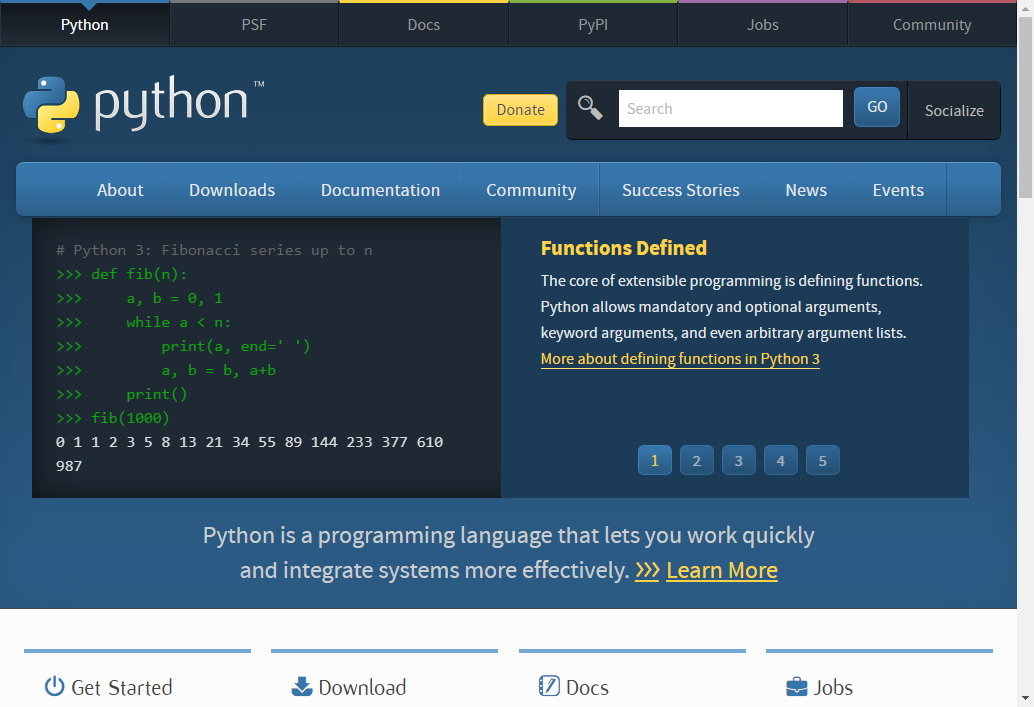 Python PSF Docs PyPI Jobs Community
python™
Donate Search GO Socialize
About Downloads Documentation Community Success Stories News Events
# Python 3: Fibonacci series up to n
>>> def fib(n):
>>>     a, b = 0, 1
>>>     while a < n:
>>>         print(a, end=' ')
>>>         a, b = b, a+b
>>>     print()
>>> fib(1000)
0 1 1 2 3 5 8 13 21 34 55 89 144 233 377 610
987
Functions Defined
The core of extensible programming is defining functions.
Python allows mandatory and optional arguments,
keyword arguments, and even arbitrary argument lists.
More about defining functions in Python 3
1 2 3 4 5
Python is a programming language that lets you work quickly
and integrate systems more effectively. >>> Learn More
Get Started Download Docs Jobs